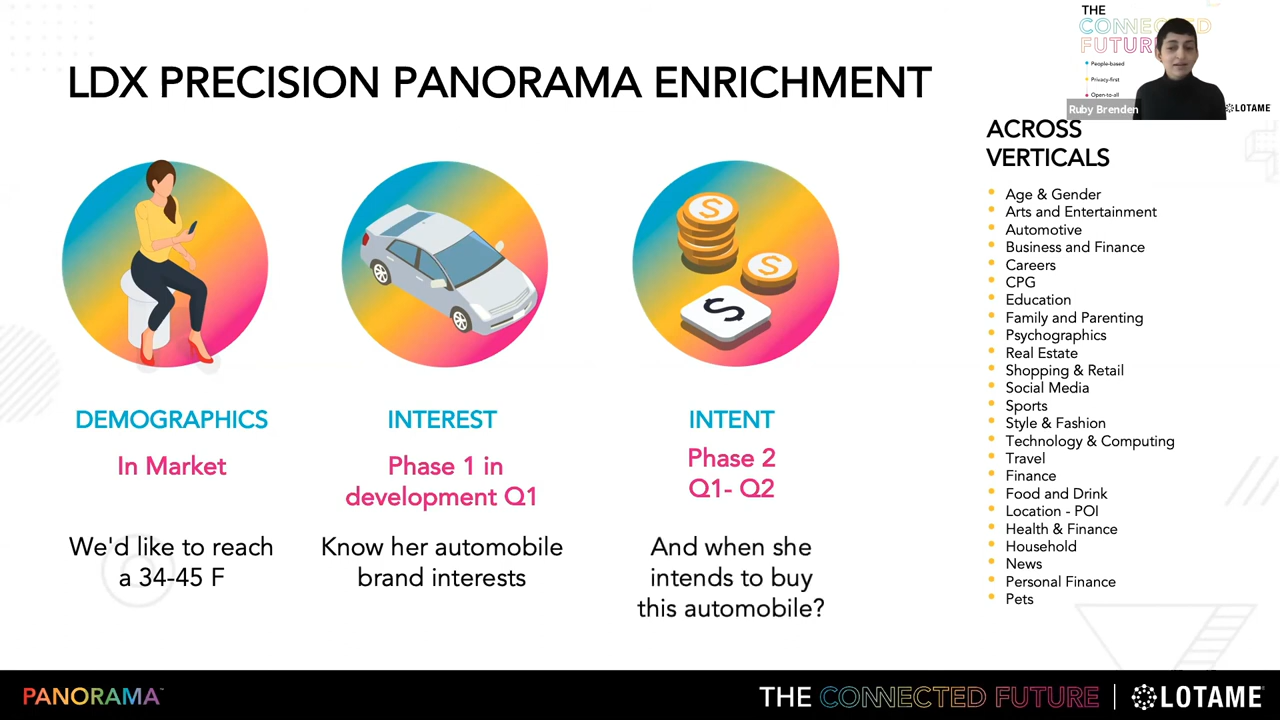 LDX PRECISION PANORAMA ENRICHMENT
THE
CONNECTED
FUTURE
People-based
Privacy-first
Open-to-all
Ruby Brenden
LOTAME
DEMOGRAPHICS
In Market
We'd like to reach
a 34-45 F
INTEREST
Phase 1 in
development Q1
Know her automobile
brand interests
INTENT
Phase 2
Q1- Q2
And when she
intends to buy
this automobile?
$
$
$
ACROSS
VERTICALS
Age & Gender
Arts and Entertainment
Automotive
Business and Finance
Careers
CPG
Education
Family and Parenting
Psychographics
Real Estate
Shopping & Retail
Social Media
Sports
Style & Fashion
Technology & Computing
Travel
Finance
Food and Drink
Location - POI
Health & Finance
Household
News
Personal Finance
Pets
PANORAMA™
THE CONNECTED FUTURE | LOTAME